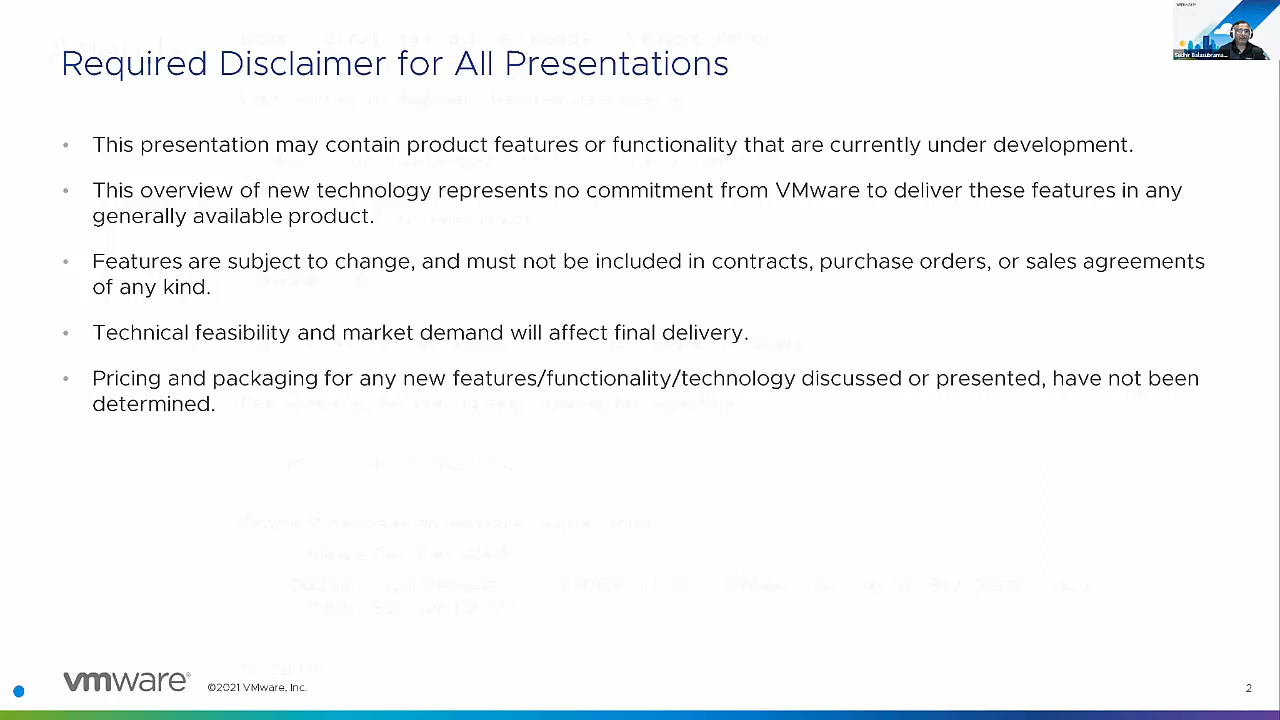 vmware
Sudhir Balasubrama...
Required Disclaimer for All Presentations
• This presentation may contain product features or functionality that are currently under development.
• This overview of new technology represents no commitment from VMware to deliver these features in any
generally available product.
• Features are subject to change, and must not be included in contracts, purchase orders, or sales agreements
of any kind.
• Technical feasibility and market demand will affect final delivery.
• Pricing and packaging for any new features/functionality/technology discussed or presented, have not been
determined.
vmware®
©2021 VMware, Inc.
2